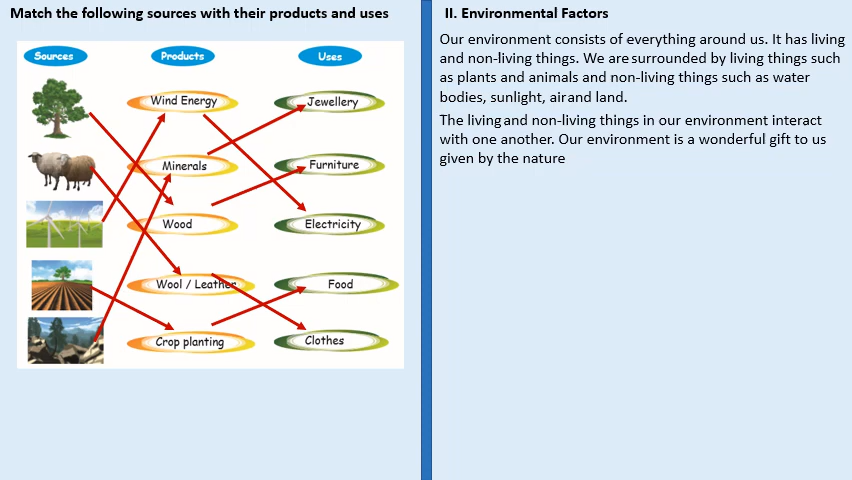 Match the following sources with their products and uses
Sources Products Uses
Wind Energy Jewellery
Minerals Furniture
Wood Electricity
Wool / Leather Food
Crop planting Clothes
II. Environmental Factors
Our environment consists of everything around us. It has living
and non-living things. We are surrounded by living things such
as plants and animals and non-living things such as water
bodies, sunlight, air and land.
The living and non-living things in our environment interact
with one another. Our environment is a wonderful gift to us
given by the nature